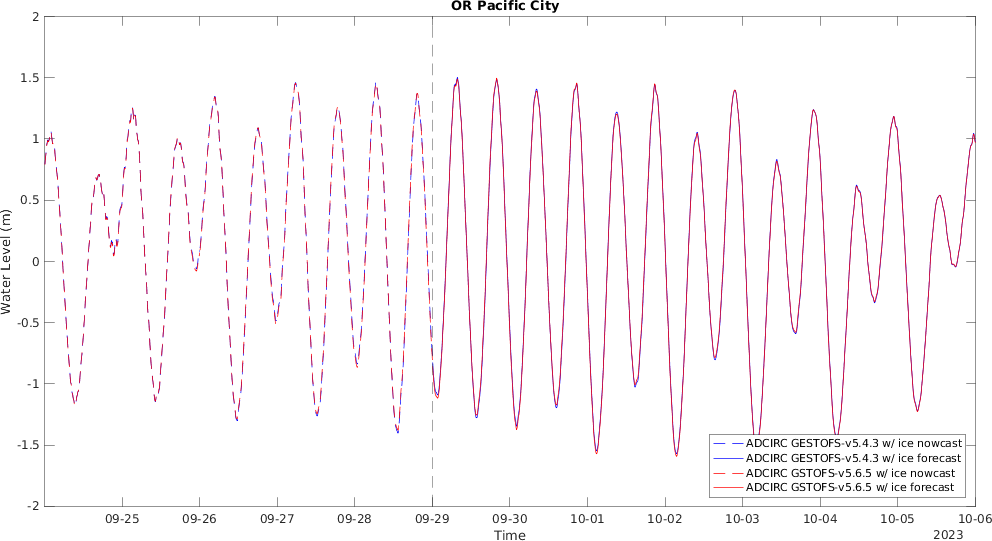 OR Pacific City
2
1.5
1
0.5
0
-0.5
-1
-1.5
-2
Water Level (m)
09-25 09-26 09-27 09-28 09-29 09-30 10-01 10-02 10-03 10-04 10-05 10-06
2023
Time
ADCIRC GESTOFS-v5.4.3 w/ ice nowcast
ADCIRC GESTOFS-v5.4.3 w/ ice forecast
ADCIRC GSTOFS-v5.6.5 w/ ice nowcast
ADCIRC GSTOFS-v5.6.5 w/ ice forecast